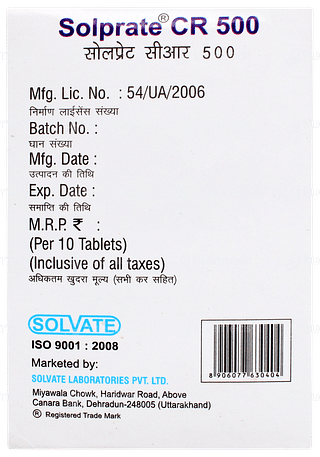 Solprate® CR 500
सोलप्रेट सीआर 500
Mfg. Lic. No. : 54/UA/2006
निर्माण लाईसेंस संख्या
Batch No. :
घान संख्या
Mfg. Date :
उत्पादन की तिथि
Exp. Date :
समाप्ति की तिथि
M.R.P. ₹ :
(Per 10 Tablets)
(Inclusive of all taxes)
अधिकतम खुदरा मूल्य (सभी कर सहित)
SOLVATE
ISO 9001 : 2008
Marketed by:
SOLVATE LABORATORIES PVT. LTD.
Miyawala Chowk, Haridwar Road, Above
Canara Bank, Dehradun-248005 (Uttarakhand)
® Registered Trade Mark
8 906077 630404